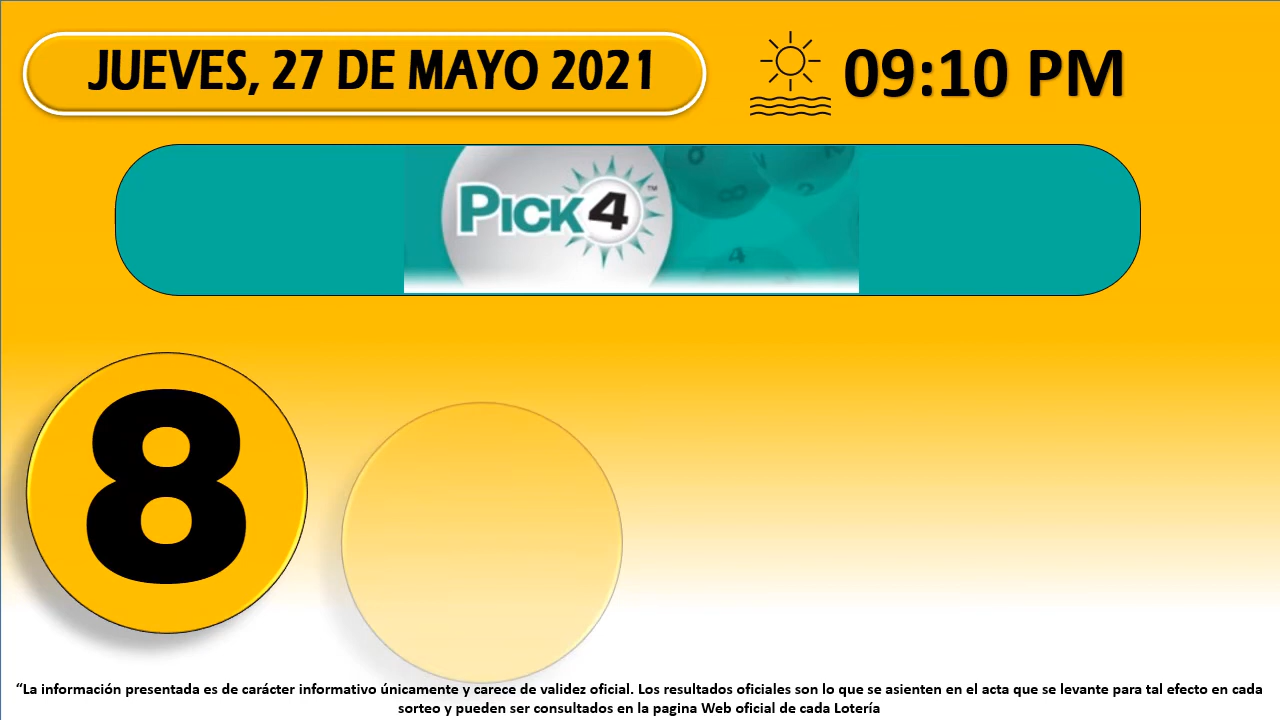 JUEVES, 27 DE MAYO 2021
09:10 PM
PICK 4™
8
“La información presentada es de carácter informativo únicamente y carece de validez oficial. Los resultados oficiales son lo que se asienten en el acta que se levante para tal efecto en cada
sorteo y pueden ser consultados en la pagina Web oficial de cada Lotería